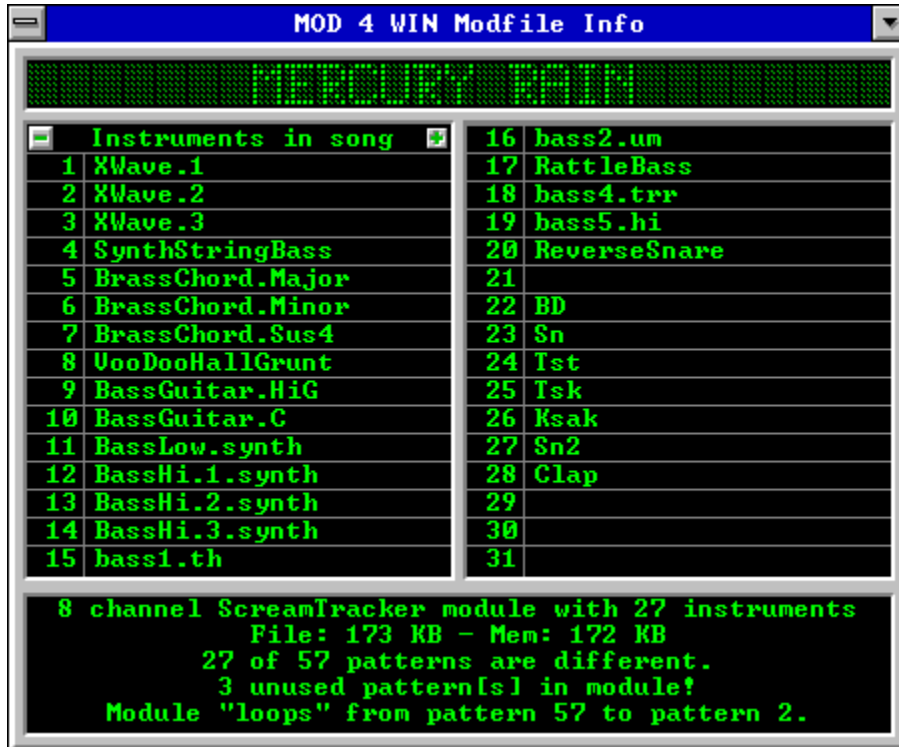 MOD 4 WIN Modfile Info
MERCURY RAIN
Instruments in song
1 XWave.1
2 XWave.2
3 XWave.3
4 SynthStringBass
5 BrassChord.Major
6 BrassChord.Minor
7 BrassChord.Sus4
8 VooDooHallGrunt
9 BassGuitar.HiG
10 BassGuitar.C
11 BassLow.synth
12 BassHi.1.synth
13 BassHi.2.synth
14 BassHi.3.synth
15 bass1.th
16 bass2.um
17 RattleBass
18 bass4.trr
19 bass5.hi
20 ReverseSnare
21
22 BD
23 Sn
24 Tst
25 Tsk
26 Ksak
27 Sn2
28 Clap
29
30
31
8 channel ScreamTracker module with 27 instruments
File: 173 KB - Mem: 172 KB
27 of 57 patterns are different.
3 unused pattern[s] in module!
Module "loops" from pattern 57 to pattern 2.